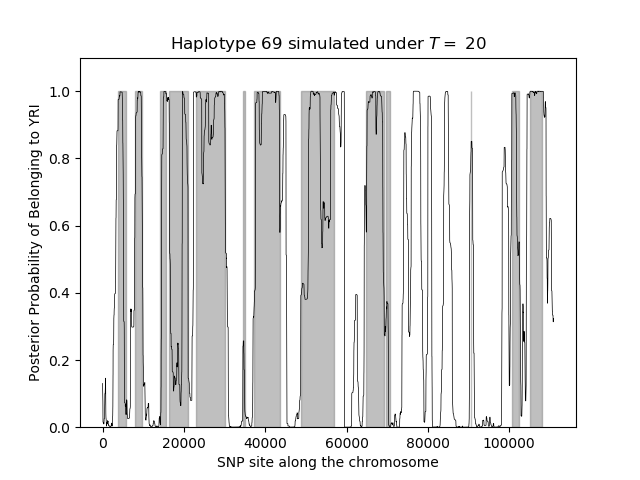 Haplotype 69 simulated under T = 20
Posterior Probability of Belonging to YRI
1.0
0.8
0.6
0.4
0.2
0.0
0 20000 40000 60000 80000 100000
SNP site along the chromosome